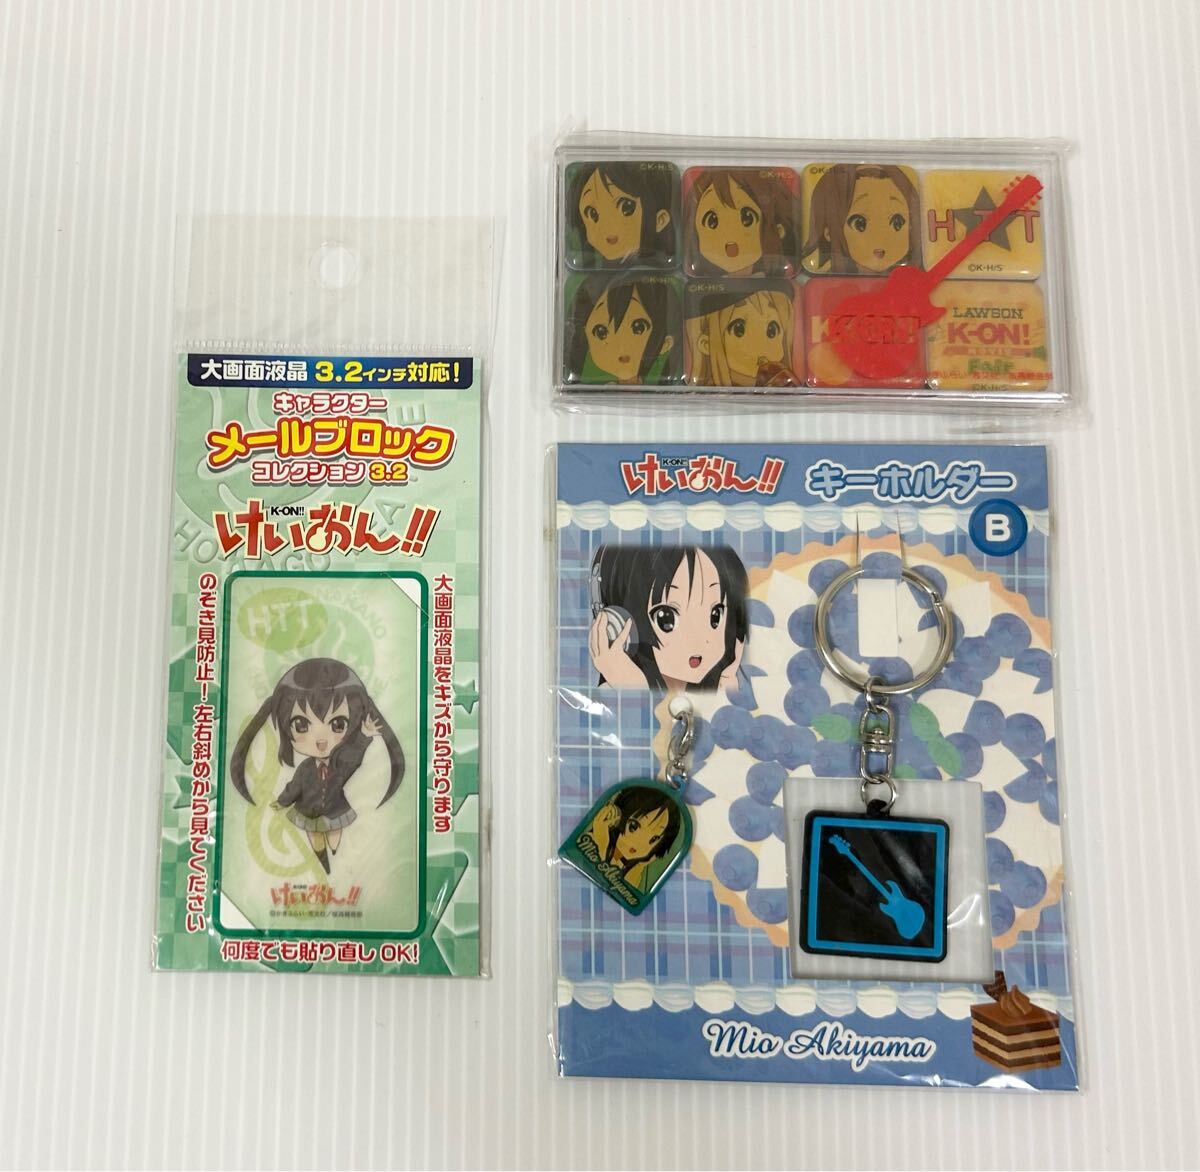 大画面液晶 3.2インチ対応!
キャラクター
メールブロック
コレクション 3.2
K-ON!!
けいおん!!
大画面液晶をキズから守ります
のぞき見防止!左右斜めから見てください
HTT
K-ON!!
けいおん!!
何度でも貼り直しOK!
©K-H/S
©K-H/S
©K-H/S
HTT
©K-H/S
©K-H/S
K-ON!
LAWSON
K-ON!
MOVIE
Fair
©K-H/S
K-ON!!
けいおん!!
キーホルダー
B
Mio Akiyama
Mio Akiyama